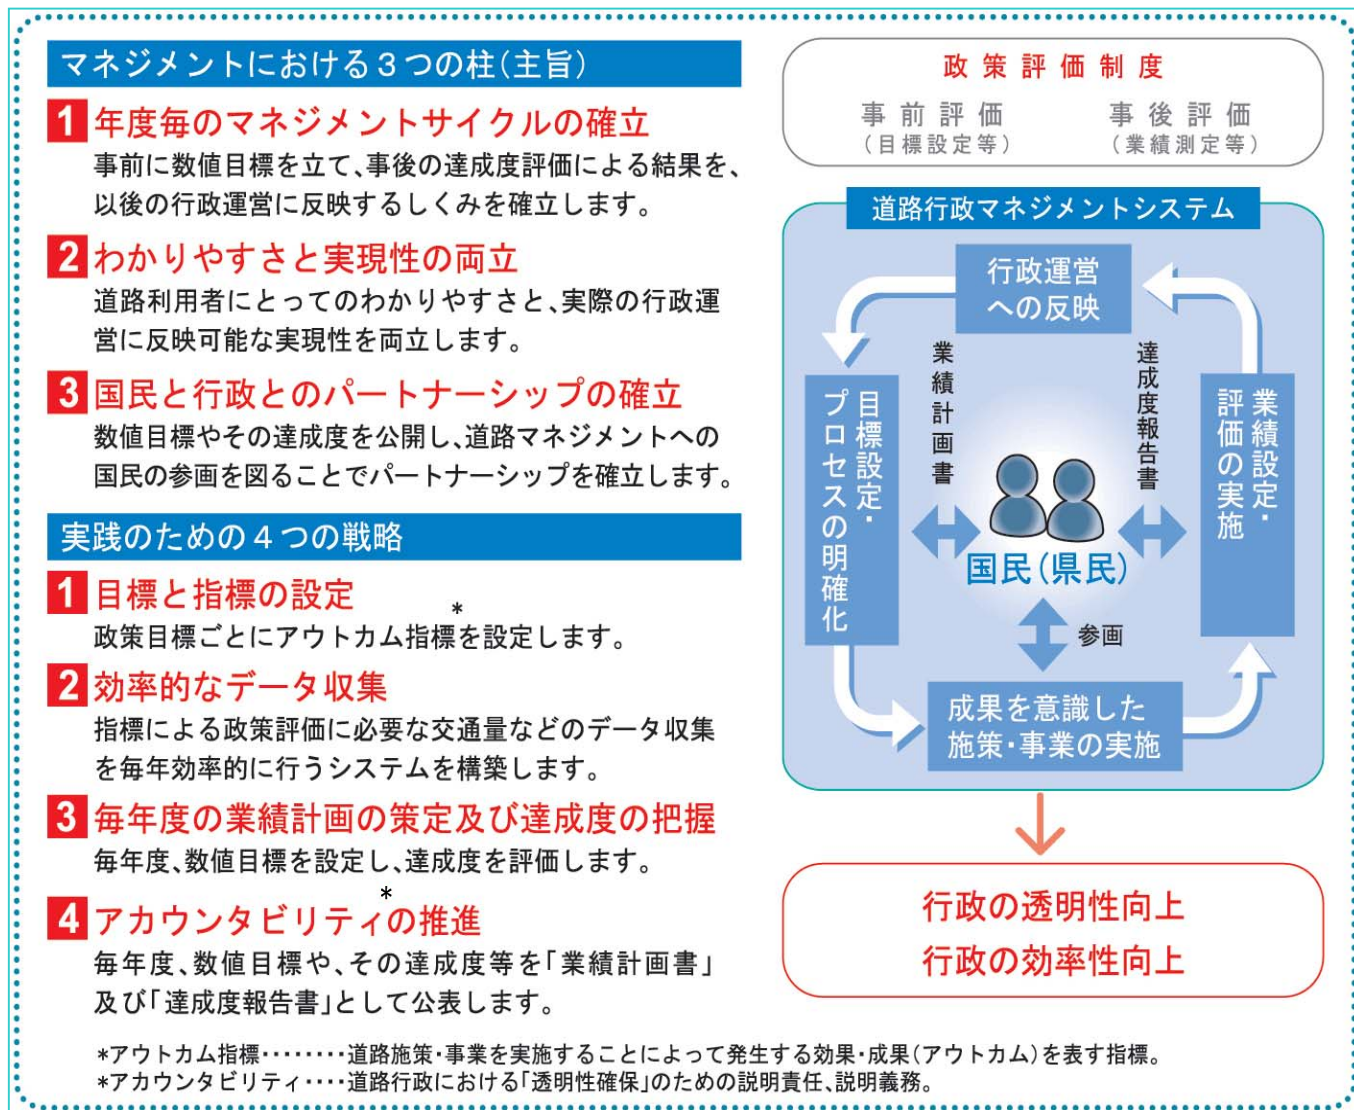 マネジメントにおける3つの柱(主旨)
1 年度毎のマネジメントサイクルの確立
事前に数値目標を立て、事後の達成度評価による結果を、
以後の行政運営に反映するしくみを確立します。
2 わかりやすさと実現性の両立
道路利用者にとってのわかりやすさと、実際の行政運
営に反映可能な実現性を両立します。
3 国民と行政とのパートナーシップの確立
数値目標やその達成度を公開し、道路マネジメントへの
国民の参画を図ることでパートナーシップを確立します。
実践のための4つの戦略
1 目標と指標の設定
政策目標ごとにアウトカム指標*を設定します。
2 効率的なデータ収集
指標による政策評価に必要な交通量などのデータ収集
を毎年効率的に行うシステムを構築します。
3 毎年度の業績計画の策定及び達成度の把握
毎年度、数値目標を設定し、達成度を評価します。
4 アカウンタビリティ*の推進
毎年度、数値目標や、その達成度等を「業績計画書」
及び「達成度報告書」として公表します。
政策評価制度
事前評価 事後評価
(目標設定等) (業績測定等)
道路行政マネジメントシステム
行政運営
への反映
業績計画書
達成度報告書
目標設定・
プロセスの明確化
業績設定・
評価の実施
国民(県民)
参画
成果を意識した
施策・事業の実施
行政の透明性向上
行政の効率性向上
*アウトカム指標········道路施策・事業を実施することによって発生する効果・成果(アウトカム)を表す指標。
*アカウンタビリティ····道路行政における「透明性確保」のための説明責任、説明義務。